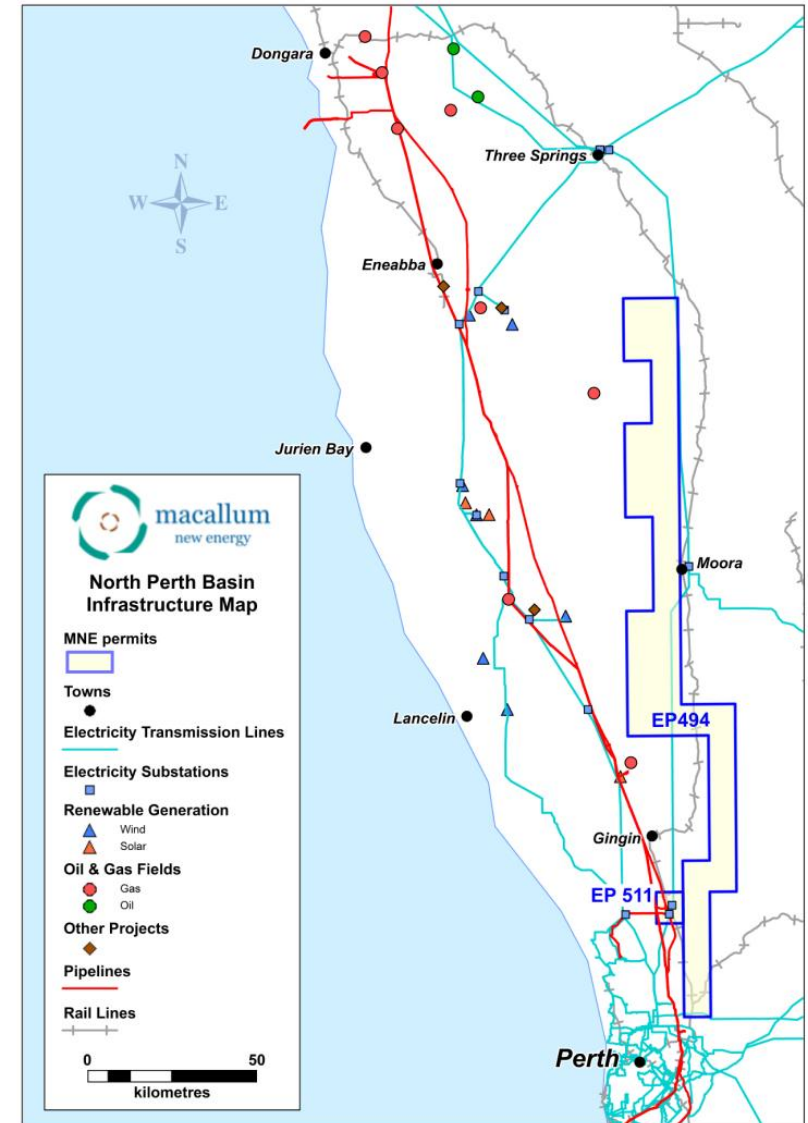 Dongara
Three Springs
N
W
E
S
Eneabba
Jurien Bay
macallum
new energy
North Perth Basin
Infrastructure Map
MNE permits
Towns
Electricity Transmission Lines
Electricity Substations
Renewable Generation
Wind
Solar
Oil & Gas Fields
Gas
Oil
Other Projects
Pipelines
Rail Lines
0 50
kilometres
Moora
Lancelin
EP494
Gingin
EP 511
Perth